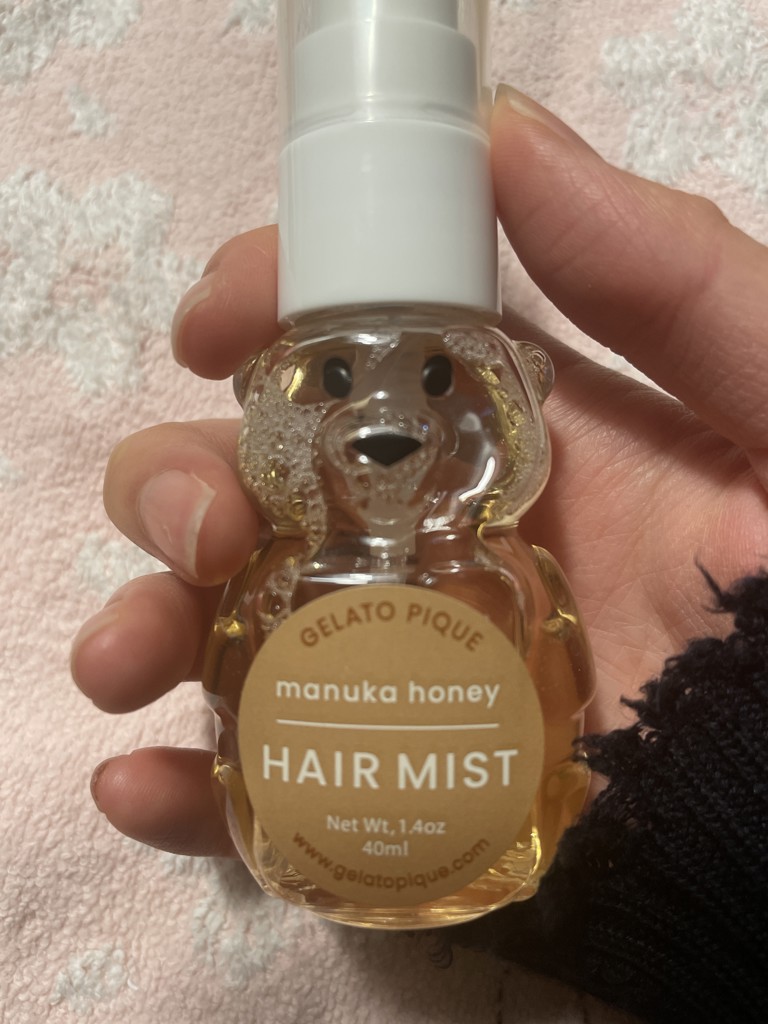 GELATO PIQUE
manuka honey
HAIR MIST
Net Wt,1.4oz
40ml
www.gelatopique.com